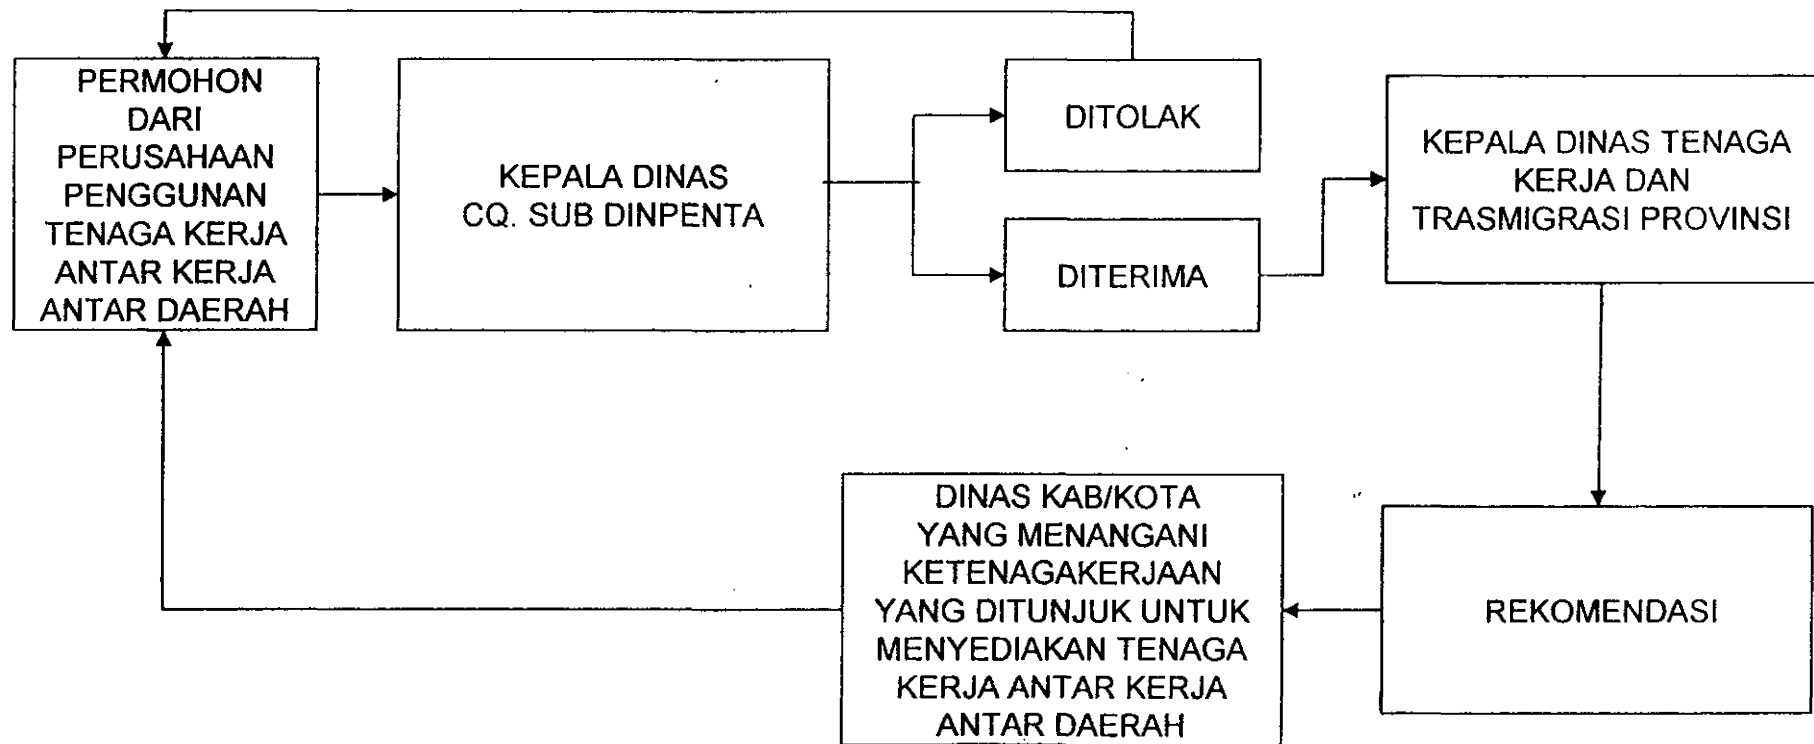 PERMOHON
DARI
PERUSAHAAN
PENGGUNAN
TENAGA KERJA
ANTAR KERJA
ANTAR DAERAH
KEPALA DINAS
CQ. SUB DINPENTA
DITOLAK
DITERIMA
KEPALA DINAS TENAGA
KERJA DAN
TRASMIGRASI PROVINSI
REKOMENDASI
DINAS KAB/KOTA
YANG MENANGANI
KETENAGAKERJAAN
YANG DITUNJUK UNTUK
MENYEDIAKAN TENAGA
KERJA ANTAR KERJA
ANTAR DAERAH